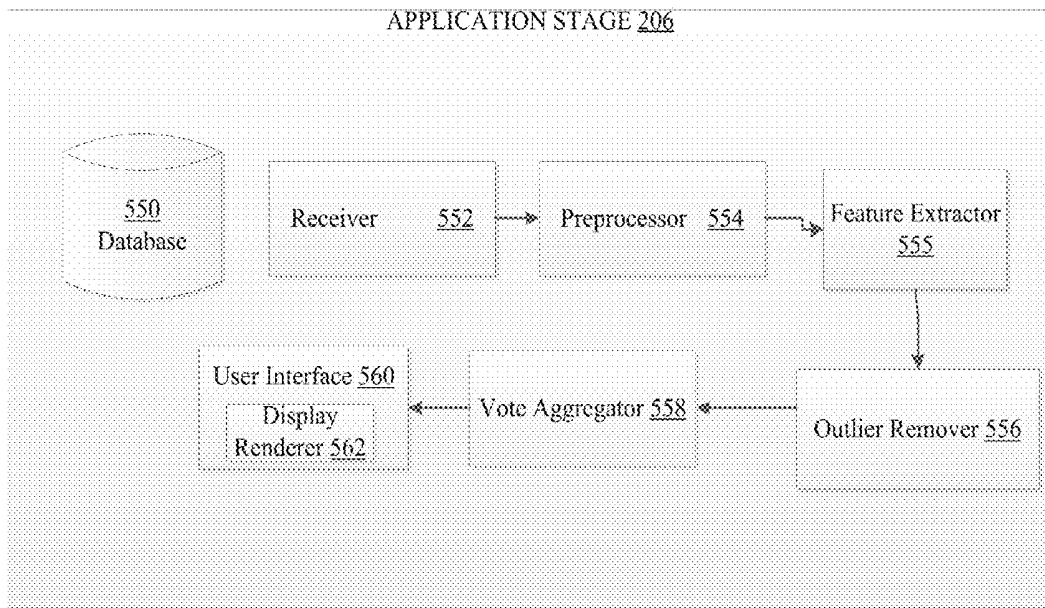 APPLICATION STAGE 206
550
Database
Receiver 552
Preprocessor 554
Feature Extractor
555
User Interface 560
Display
Renderer 562
Vote Aggregator 558
Outlier Remover 556